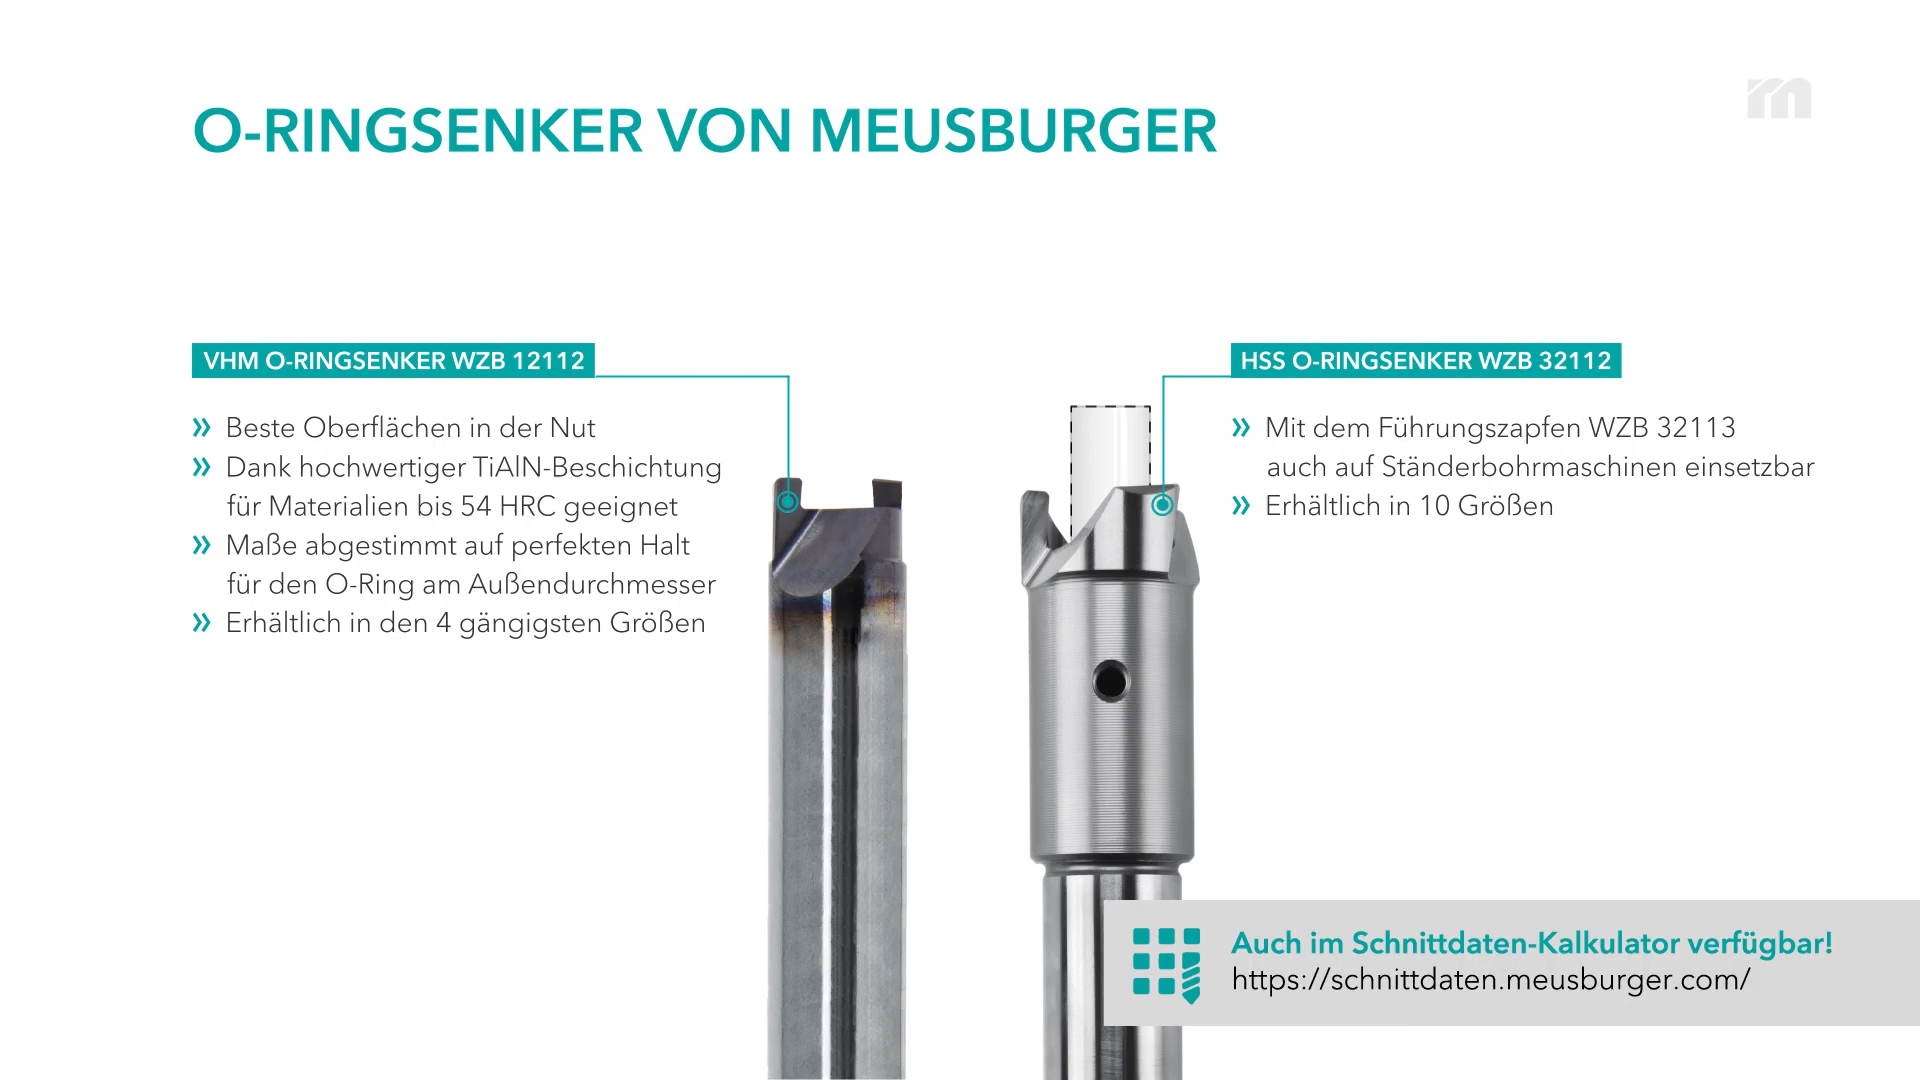 O-RINGSENKER VON MEUSBURGER
m
VHM O-RINGSENKER WZB 12112
» Beste Oberflächen in der Nut
» Dank hochwertiger TiAlN-Beschichtung
für Materialien bis 54 HRC geeignet
» Maße abgestimmt auf perfekten Halt
für den O-Ring am Außendurchmesser
» Erhältlich in den 4 gängigsten Größen
HSS O-RINGSENKER WZB 32112
» Mit dem Führungszapfen WZB 32113
auch auf Ständerbohrmaschinen einsetzbar
» Erhältlich in 10 Größen
Auch im Schnittdaten-Kalkulator verfügbar!
https://schnittdaten.meusburger.com/